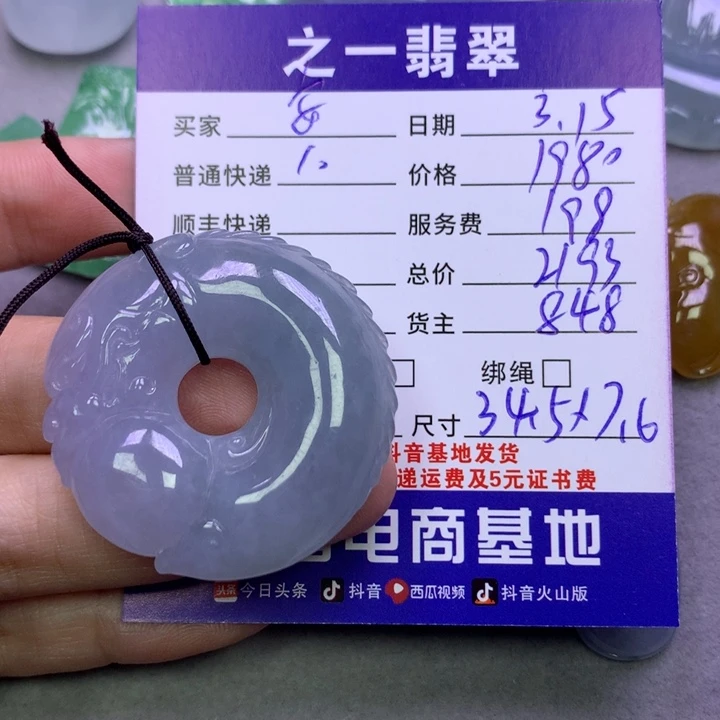 之一翡翠
买家 日期 3.15
普通快递 10 价格 1980
顺丰快递 服务费 198
总价 2193
货主 848
绑绳
尺寸 34.5×7.6
抖音基地发货
递运费及5元证书费
电商基地
头条 今日头条 抖音 西瓜视频 抖音火山版